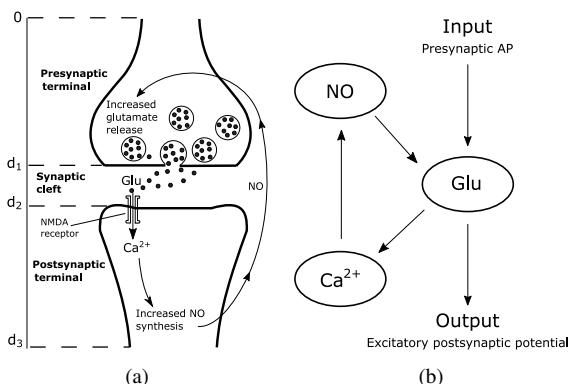 0
Presynaptic
terminal
Increased
glutamate
release
d1
Synaptic
cleft
Glu
NO
d2
NMDA
receptor
Ca2+
Postsynaptic
terminal
Increased NO
synthesis
d3
(a)
Input
Presynaptic AP
NO
Glu
Ca2+
Output
Excitatory postsynaptic potential
(b)